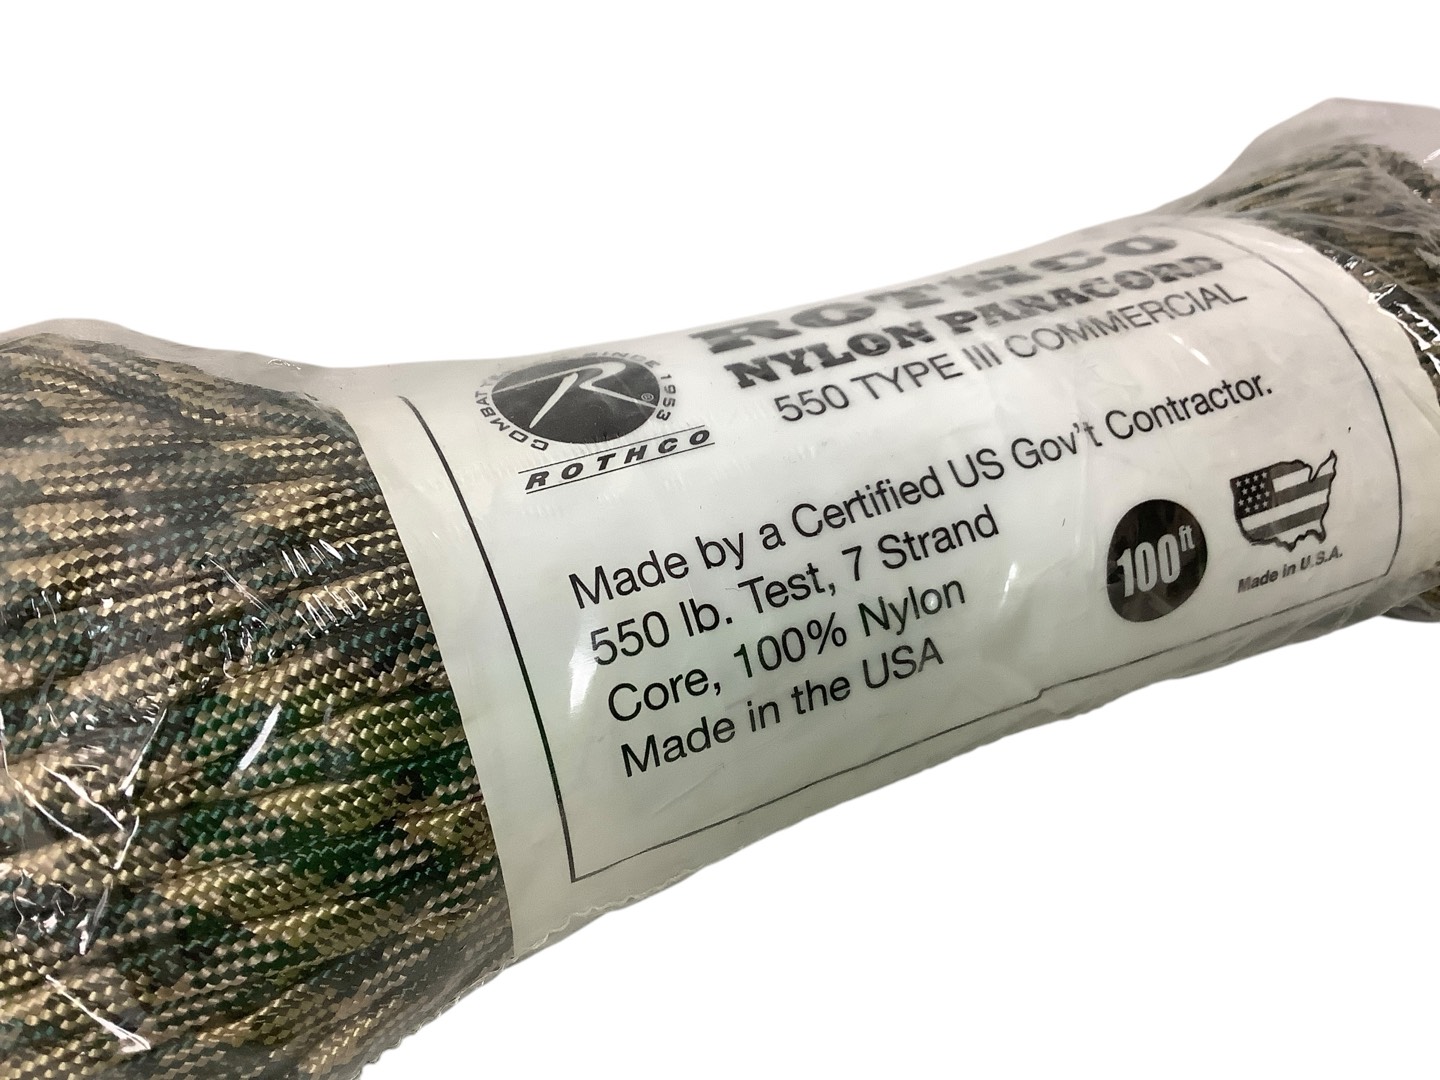 COMBAT
SINCE 1953
R®
ROTHCO
ROTHCO
NYLON PARACORD
550 TYPE III COMMERCIAL
Made by a Certified US Gov't Contractor.
550 lb. Test, 7 Strand
Core, 100% Nylon
Made in the USA
100ft
Made in U.S.A.